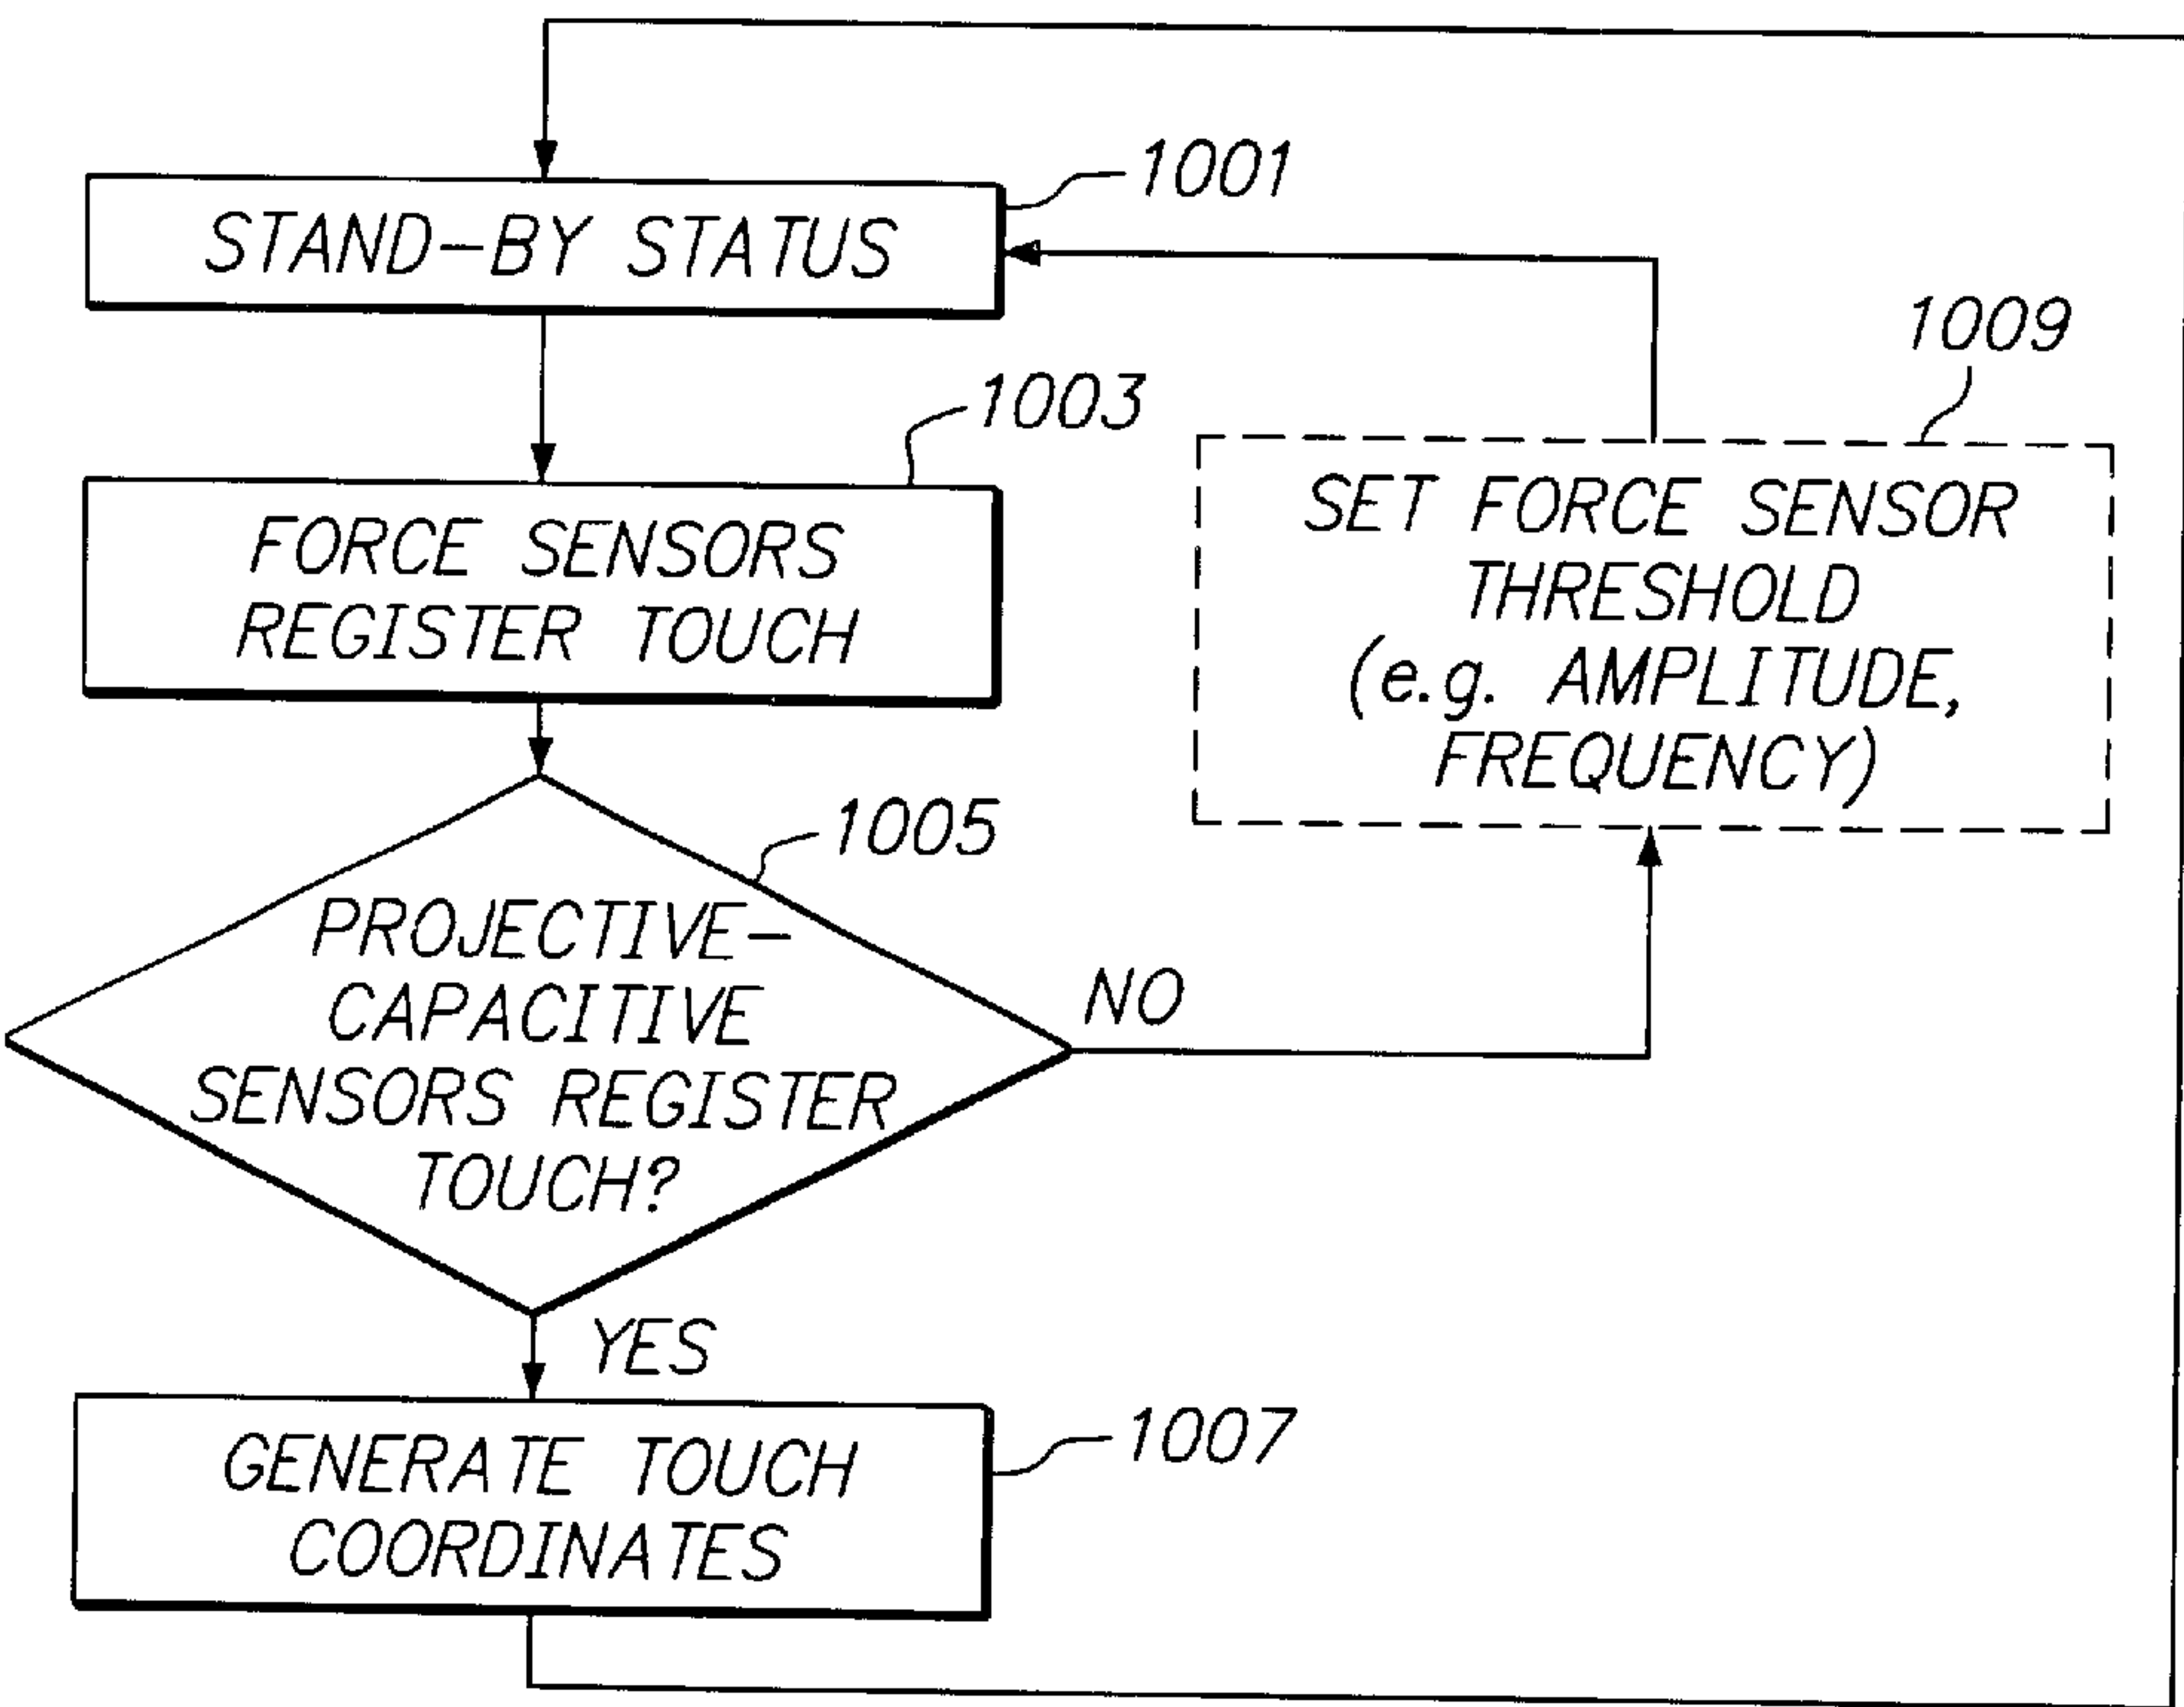 1001
STAND-BY STATUS
1009
1003
FORCE SENSORS
REGISTER TOUCH
SET FORCE SENSOR
THRESHOLD
(e.g. AMPLITUDE,
FREQUENCY)
1005
PROJECTIVE-
CAPACITIVE
SENSORS REGISTER
TOUCH?
NO
YES
1007
GENERATE TOUCH
COORDINATES